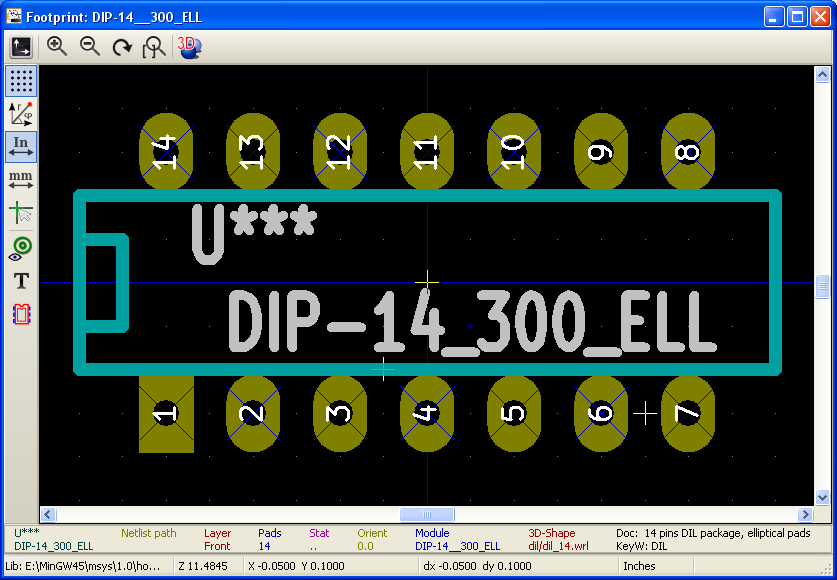 Footprint: DIP-14__300_ELL
3D
In
mm
T
14 13 12 11 10 9 8
U***
DIP-14_300_ELL
1 2 3 4 5 6 7
U*** Netlist path Layer Pads Stat Orient Module 3D-Shape Doc: 14 pins DIL package, elliptical pads
DIP-14_300_ELL Front 14 .. 0.0 DIP-14__300_ELL dil/dil_14.wrl KeyW: DIL
Lib: E:\MinGW45\msys\1.0\ho... Z 11.4845 X -0.0500 Y 0.1000 dx -0.0500 dy 0.1000 Inches